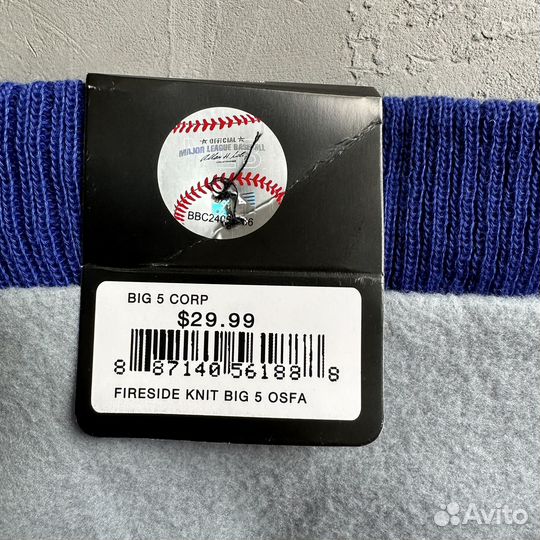 ★ OFFICIAL ★
MAJOR LEAGUE BASEBALL
BIG 5 CORP
$29.99
8 87140 56188 8
FIRESIDE KNIT BIG 5 OSFA
Avito